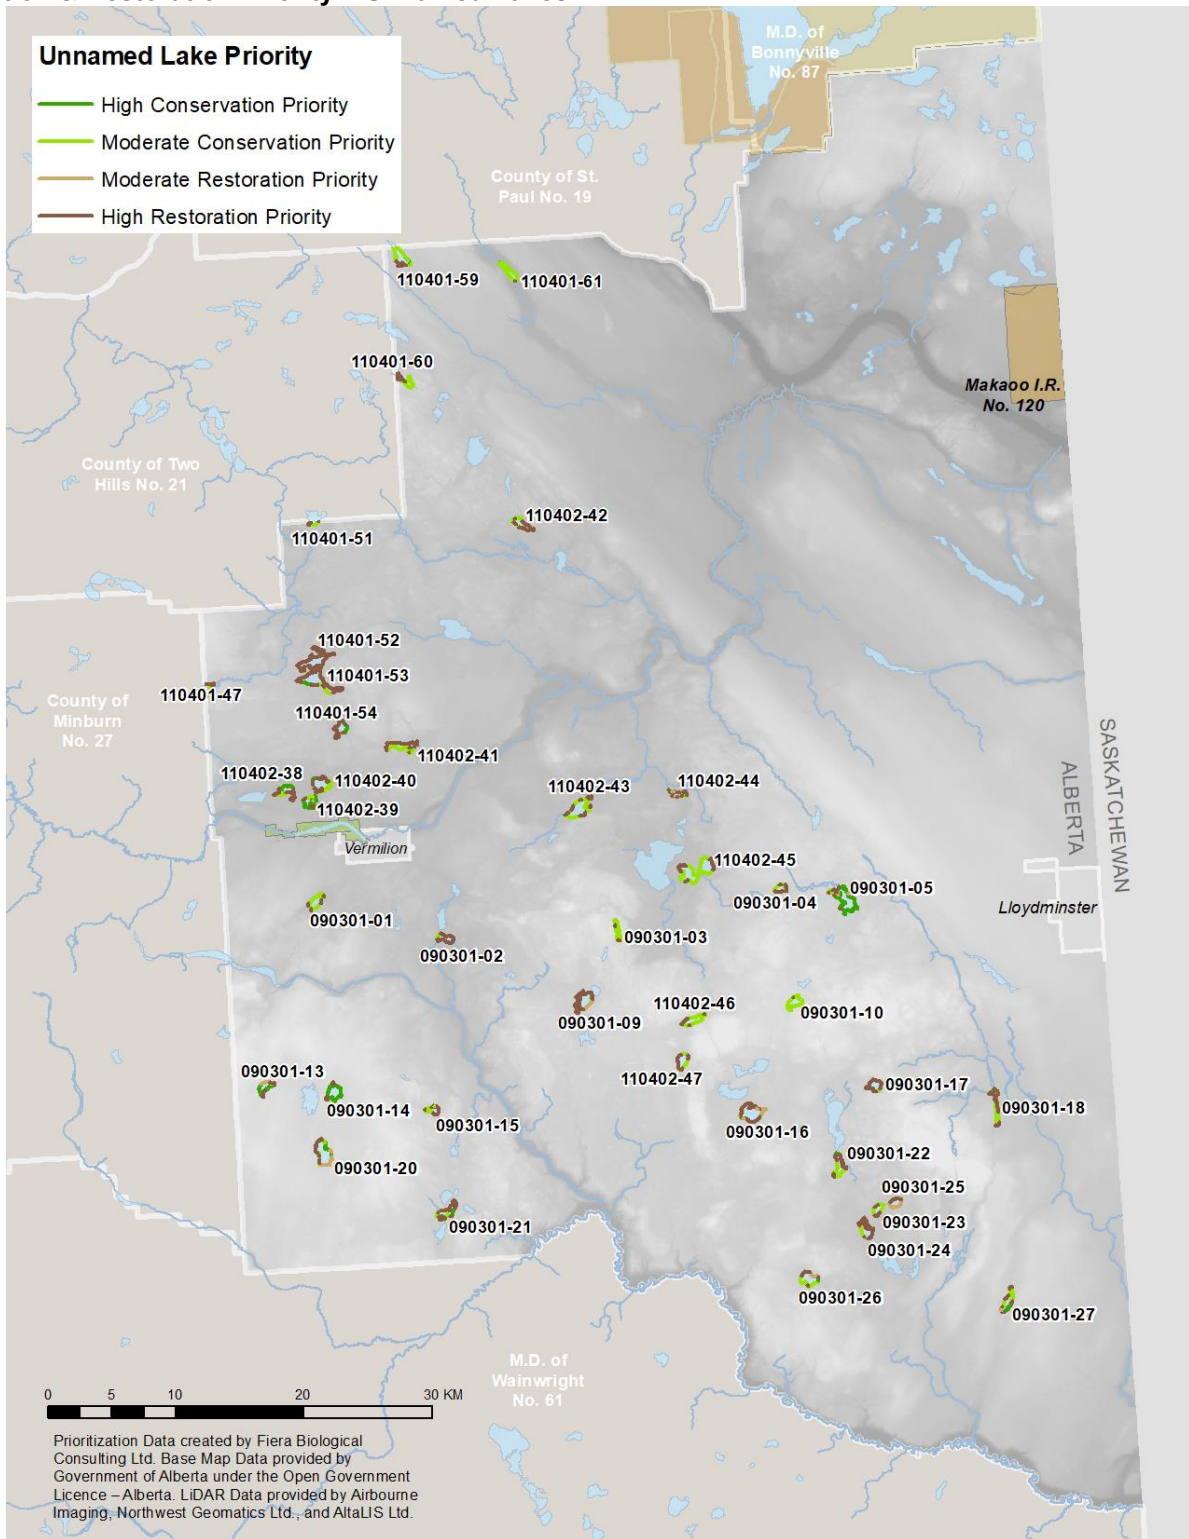 Unnamed Lake Priority
High Conservation Priority
Moderate Conservation Priority
Moderate Restoration Priority
High Restoration Priority
M.D. of
Bonnyville
No. 87
County of St.
Paul No. 19
110401-59
110401-61
110401-60
Makaoo I.R.
No. 120
County of Two
Hills No. 21
110402-42
110401-51
110401-52
110401-53
110401-47
County of
Minburn
No. 27
110401-54
110402-41
110402-38
110402-40
110402-39
110402-43
110402-44
Vermilion
110402-45
090301-04
090301-05
SASKATCHEWAN
ALBERTA
Lloydminster
090301-01
090301-02
090301-03
090301-09
110402-46
090301-10
110402-47
090301-13
090301-14
090301-15
090301-16
090301-17
090301-18
090301-20
090301-21
090301-22
090301-25
090301-23
090301-24
090301-26
090301-27
M.D. of
Wainwright
No. 61
0 5 10 20 30 KM
Prioritization Data created by Fiera Biological
Consulting Ltd. Base Map Data provided by
Government of Alberta under the Open Government
Licence – Alberta. LiDAR Data provided by Airbourne
Imaging, Northwest Geomatics Ltd., and AltaLIS Ltd.